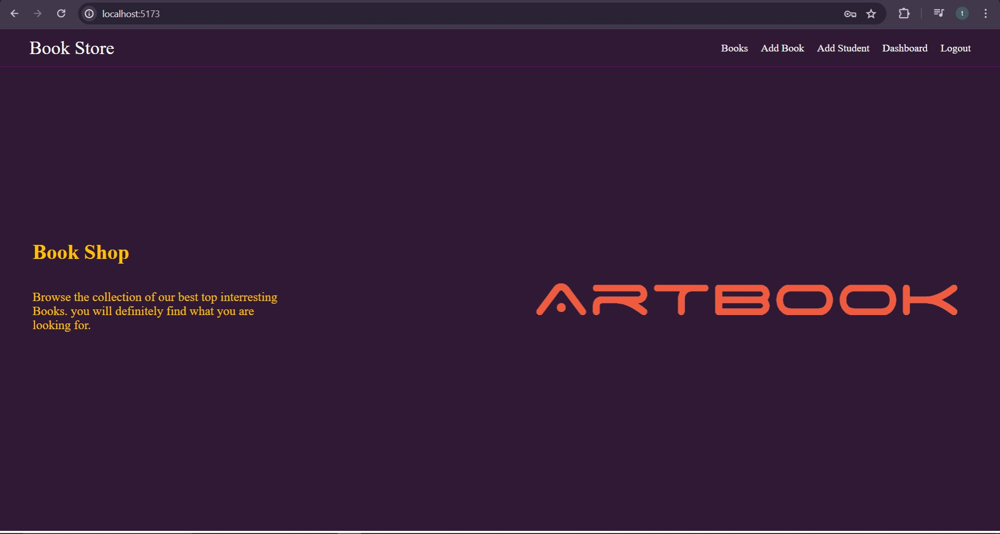 localhost:5173
t
Book Store
Books Add Book Add Student Dashboard Logout
Book Shop
Browse the collection of our best top interresting
Books. you will definitely find what you are
looking for.
ARTBOOK